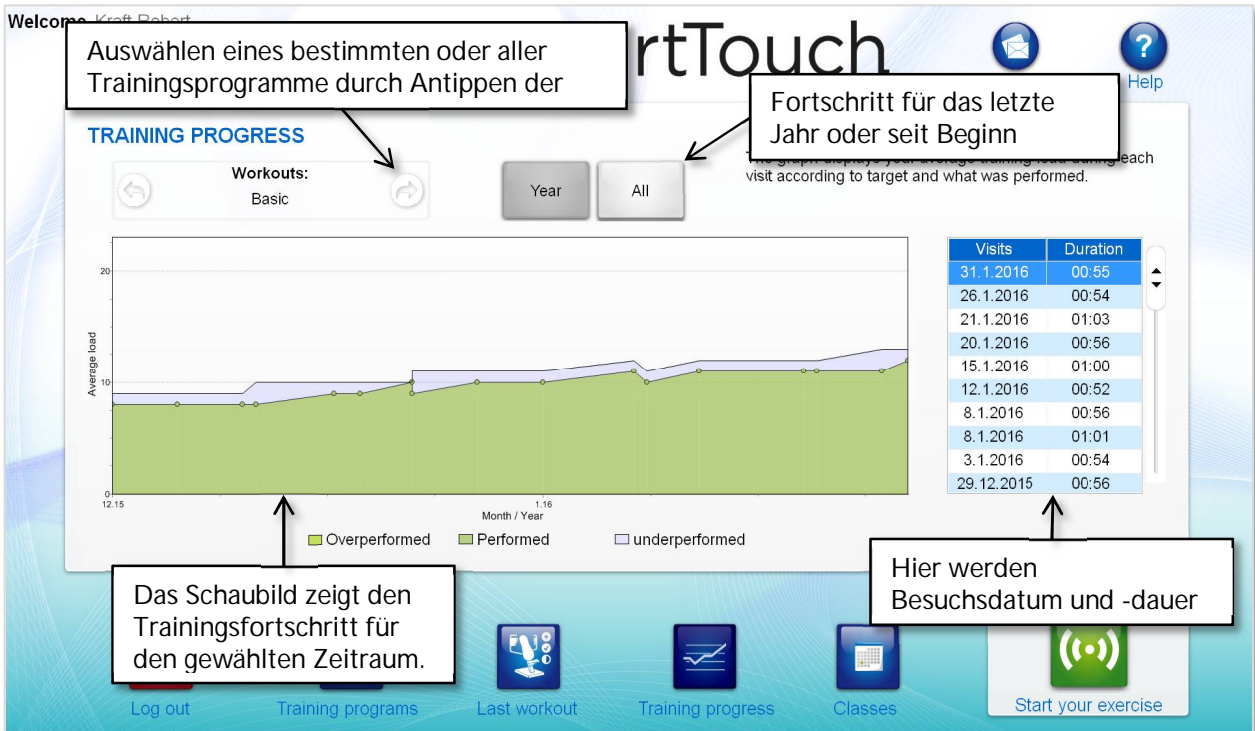 Welcome
Auswählen eines bestimmten oder aller
Trainingsprogramme durch Antippen der
rtTouch
Help
Fortschritt für das letzte
Jahr oder seit Beginn
TRAINING PROGRESS
Workouts:
Basic
Year
All
each
visit according to target and what was performed.
20
10
0
Average load
12.15
1.16
Month / Year
Overperformed
Performed
underperformed
Visits Duration
31.1.2016 00:55
26.1.2016 00:54
21.1.2016 01:03
20.1.2016 00:56
15.1.2016 01:00
12.1.2016 00:52
8.1.2016 00:56
8.1.2016 01:01
3.1.2016 00:54
29.12.2015 00:56
Das Schaubild zeigt den
Trainingsfortschritt für
den gewählten Zeitraum.
Hier werden
Besuchsdatum und -dauer
Log out
Training programs
Last workout
Training progress
Classes
Start your exercise